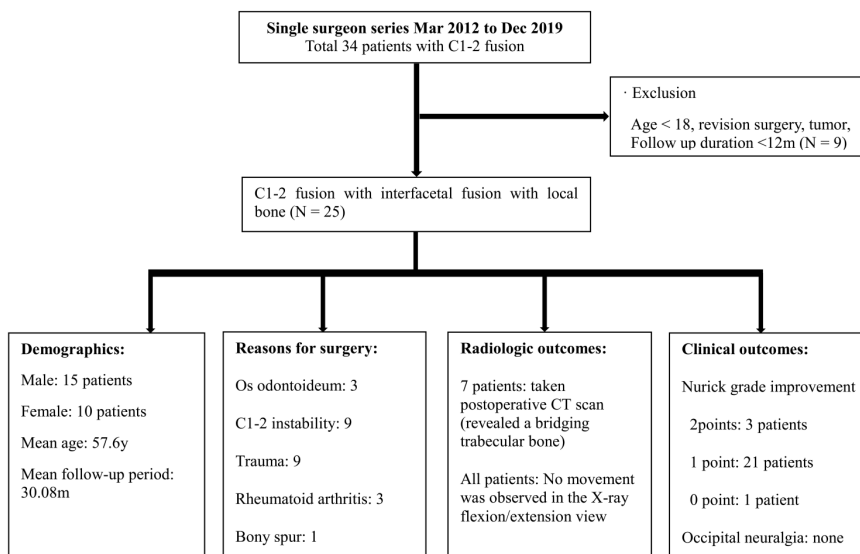 Single surgeon series Mar 2012 to Dec 2019
Total 34 patients with C1-2 fusion
· Exclusion
Age < 18, revision surgery, tumor,
Follow up duration <12m (N = 9)
C1-2 fusion with interfacetal fusion with local
bone (N = 25)
Demographics:
Male: 15 patients
Female: 10 patients
Mean age: 57.6y
Mean follow-up period:
30.08m
Reasons for surgery:
Os odontoideum: 3
C1-2 instability: 9
Trauma: 9
Rheumatoid arthritis: 3
Bony spur: 1
Radiologic outcomes:
7 patients: taken
postoperative CT scan
(revealed a bridging
trabecular bone)
All patients: No movement
was observed in the X-ray
flexion/extension view
Clinical outcomes:
Nurick grade improvement
2points: 3 patients
1 point: 21 patients
0 point: 1 patient
Occipital neuralgia: none